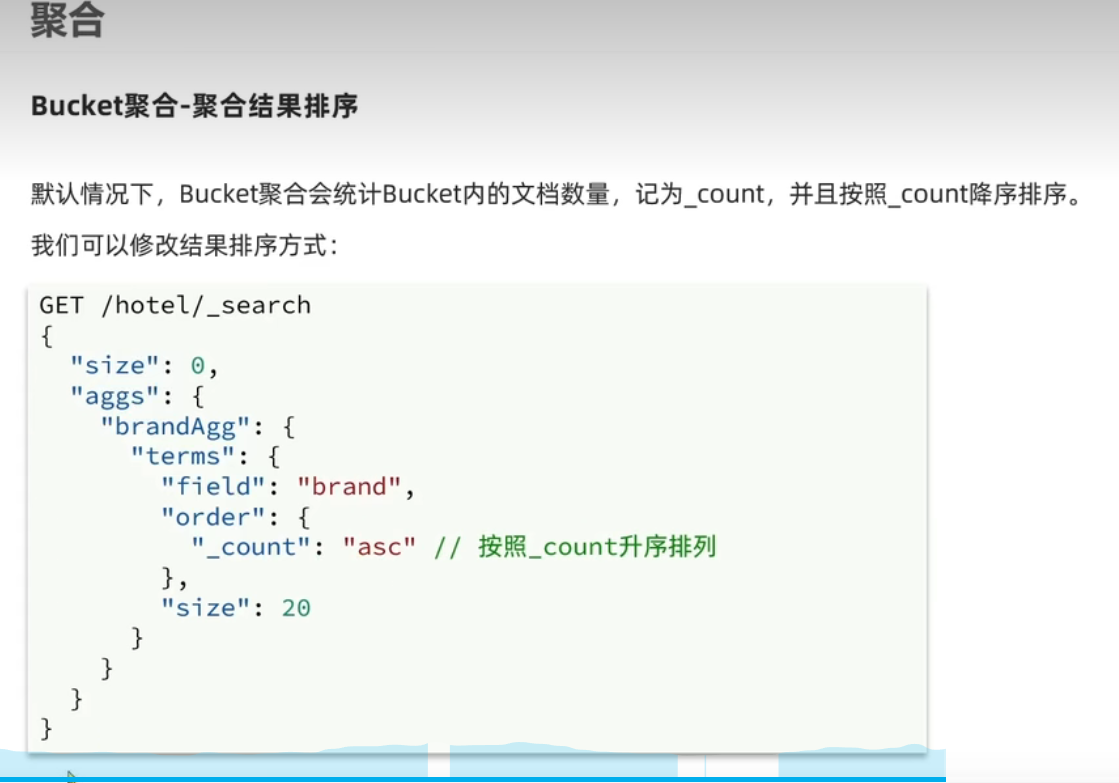 聚合
Bucket聚合-聚合结果排序
默认情况下，Bucket聚合会统计Bucket内的文档数量，记为_count，并且按照_count降序排序。
我们可以修改结果排序方式：
GET /hotel/_search
{
  "size": 0,
  "aggs": {
    "brandAgg": {
      "terms": {
        "field": "brand",
        "order": {
          "_count": "asc" // 按照_count升序排列
        },
        "size": 20
      }
    }
  }
}